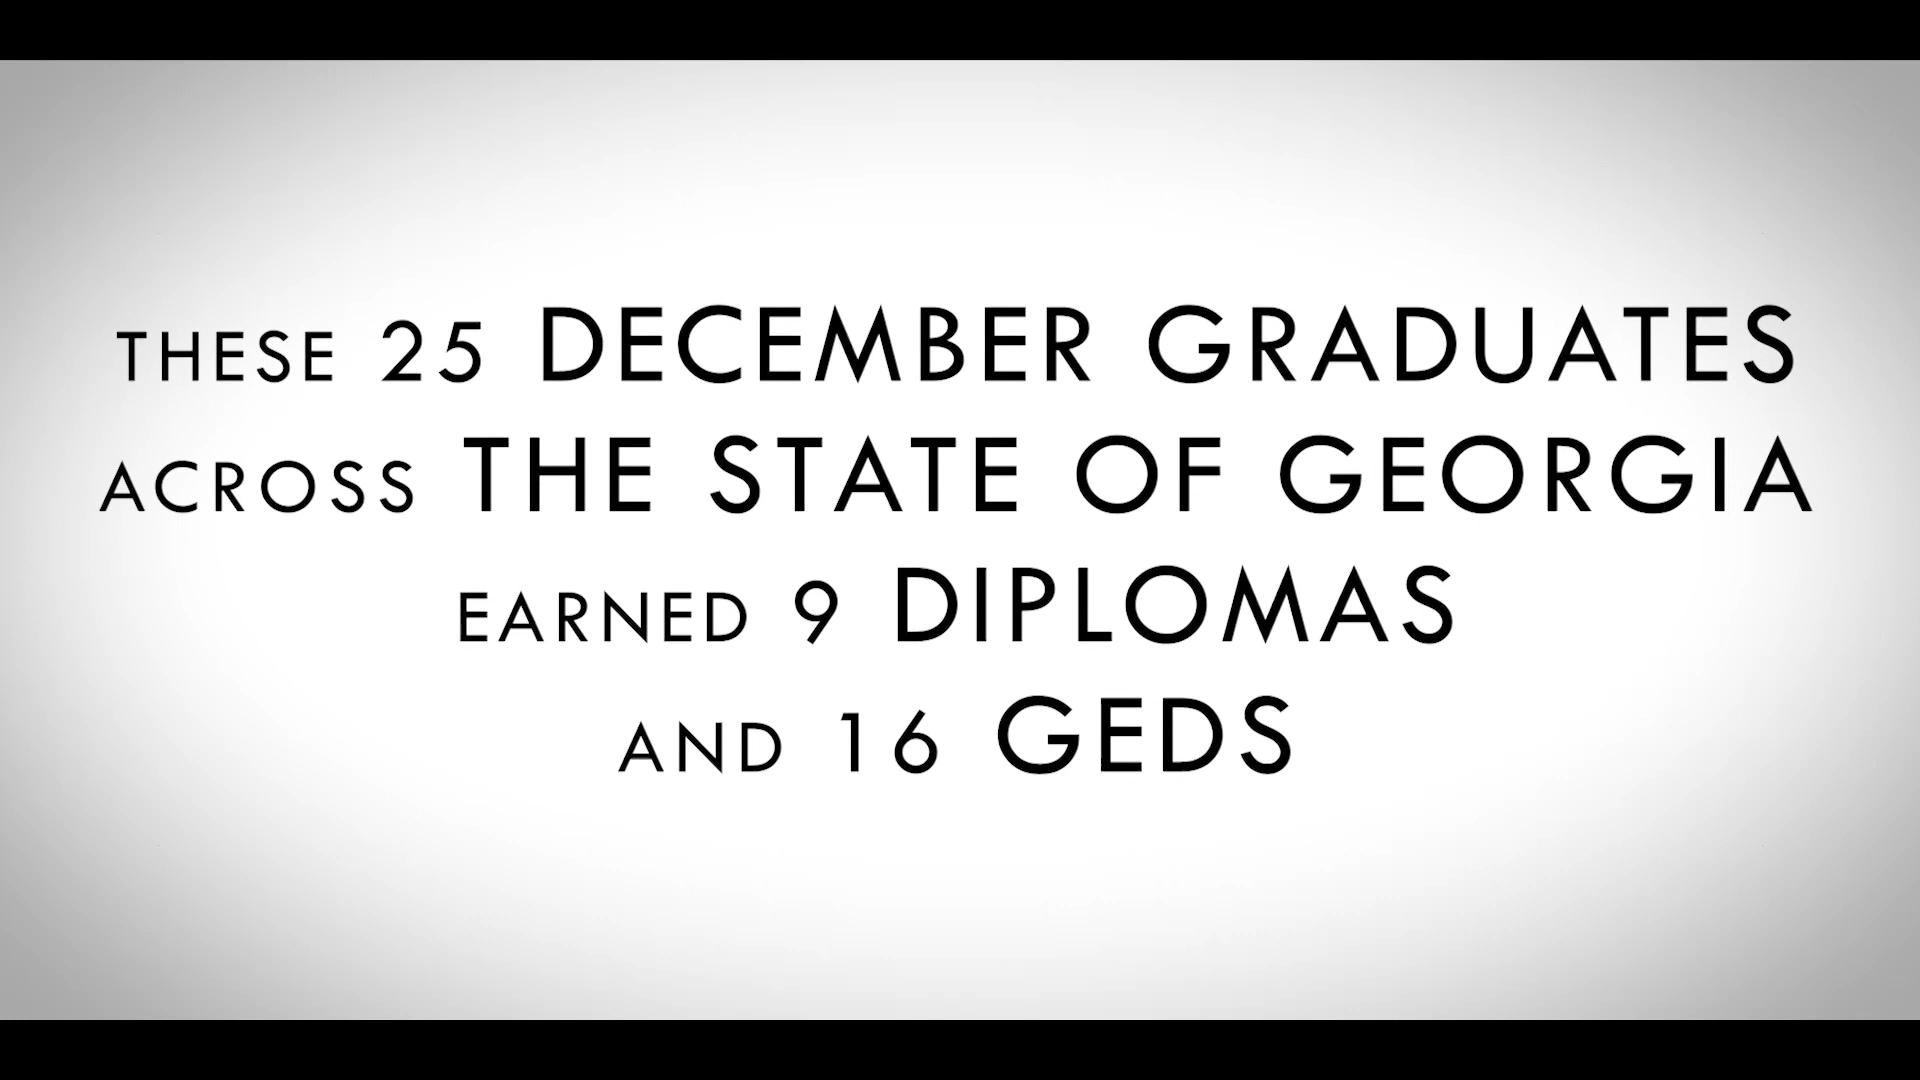 THESE 25 DECEMBER GRADUATES
ACROSS THE STATE OF GEORGIA
EARNED 9 DIPLOMAS
AND 16 GEDS